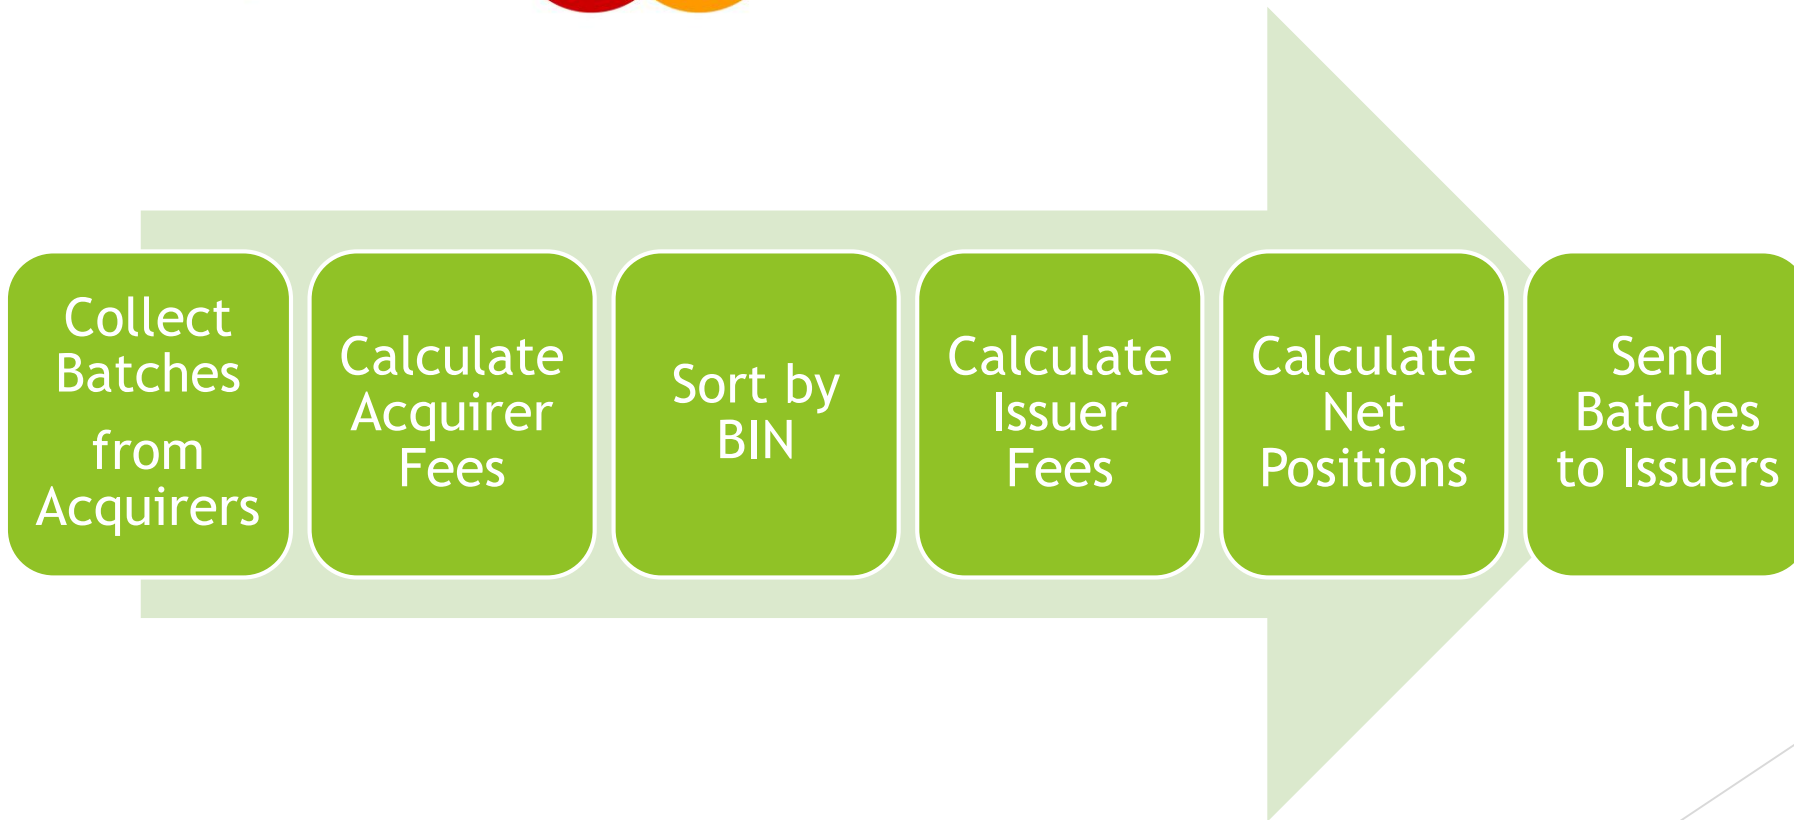 Collect
Batches
from
Acquirers
Calculate
Acquirer
Fees
Sort by
BIN
Calculate
Issuer
Fees
Calculate
Net
Positions
Send
Batches
to Issuers